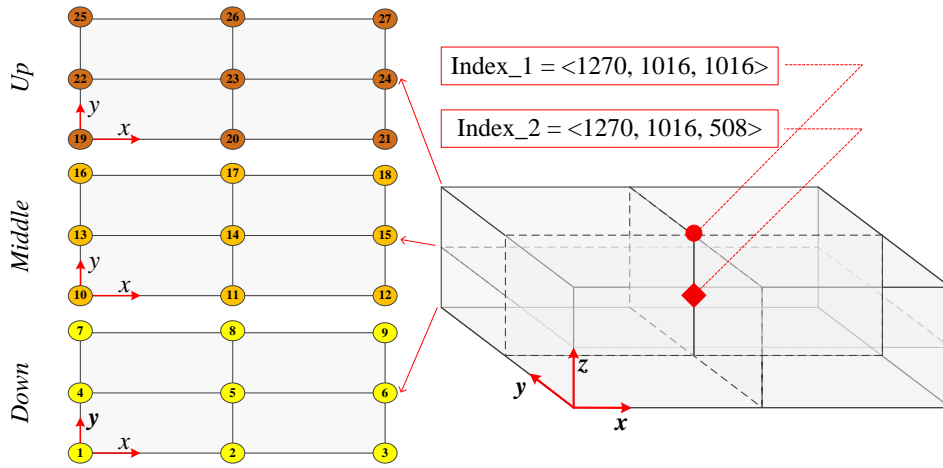 Up
25 26 27
22 23 24
y
x
19 20 21
Middle
16 17 18
13 14 15
y
x
10 11 12
Down
7 8 9
4 5 6
y
x
1 2 3
Index_1 = <1270, 1016, 1016>
Index_2 = <1270, 1016, 508>
z
y
x